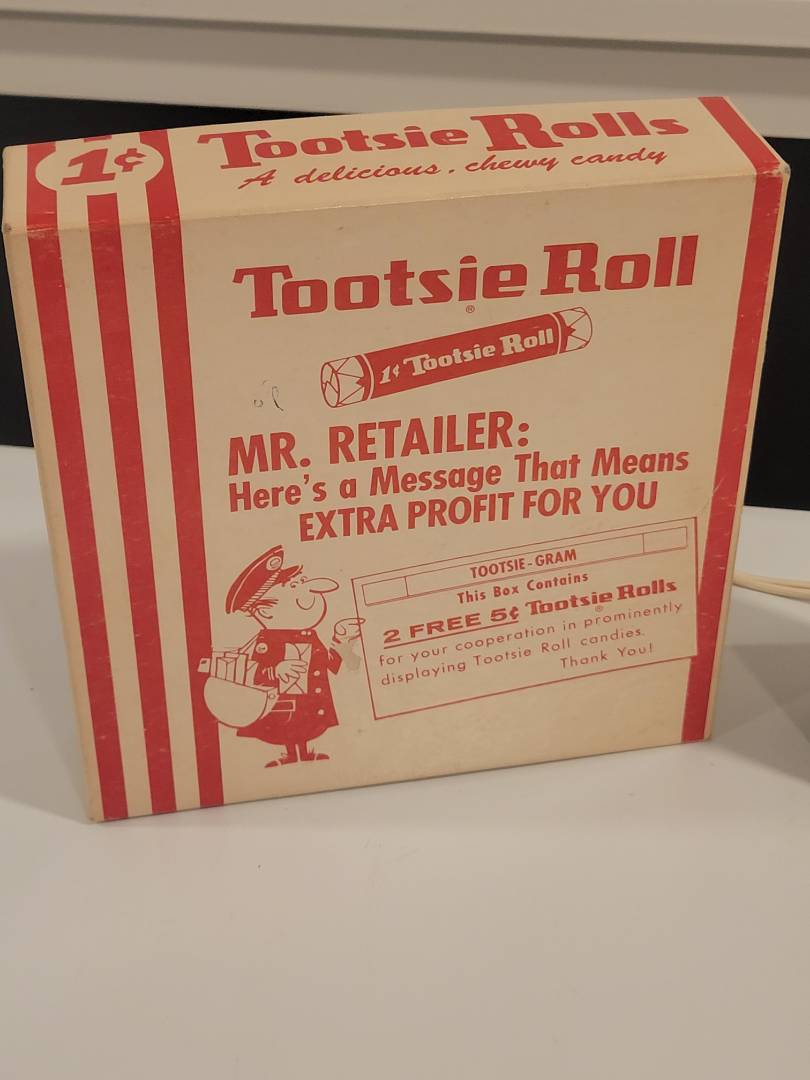 1¢
Tootsie Rolls
A delicious, chewy candy
Tootsie Roll
®
1¢ Tootsie Roll
MR. RETAILER:
Here's a Message That Means
EXTRA PROFIT FOR YOU
TOOTSIE-GRAM
This Box Contains
2 FREE 5¢ Tootsie Rolls
®
for your cooperation in prominently
displaying Tootsie Roll candies.
Thank You!